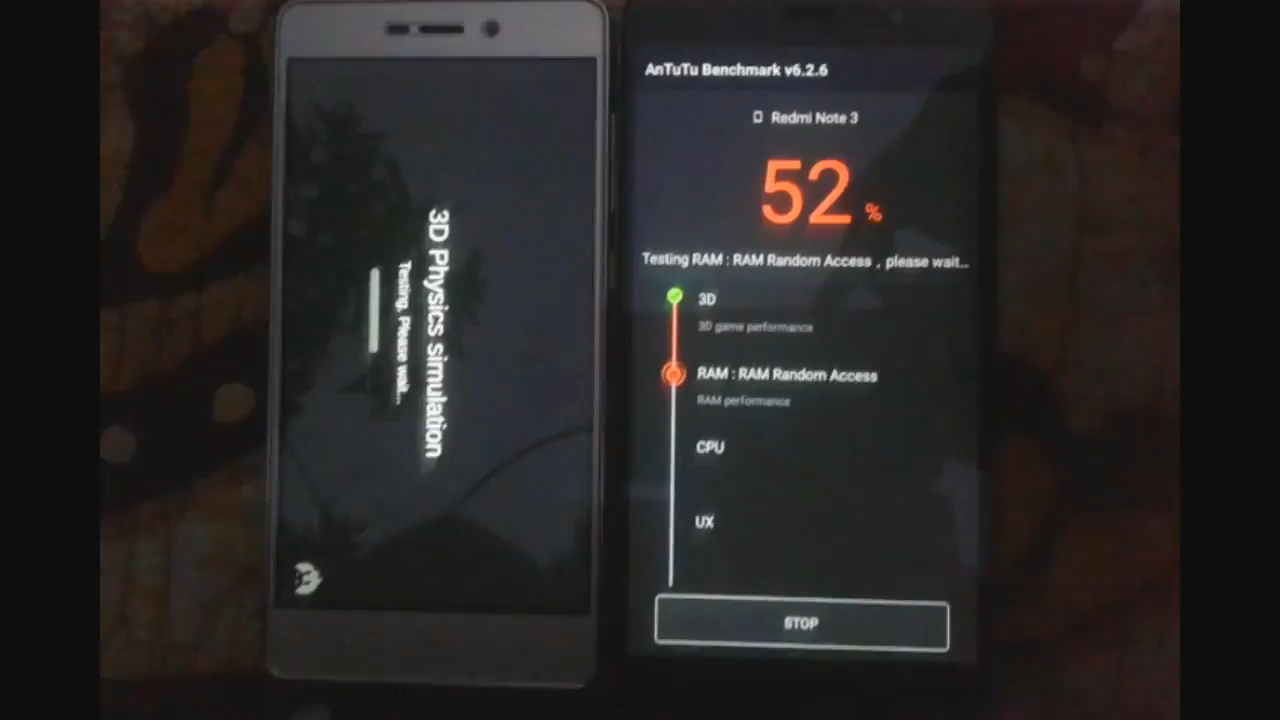 3D Physics simulation
Testing, Please wait...
AnTuTu Benchmark v6.2.6
Redmi Note 3
52 %
Testing RAM : RAM Random Access , please wait...
3D
3D game performance
RAM : RAM Random Access
RAM performance
CPU
UX
STOP